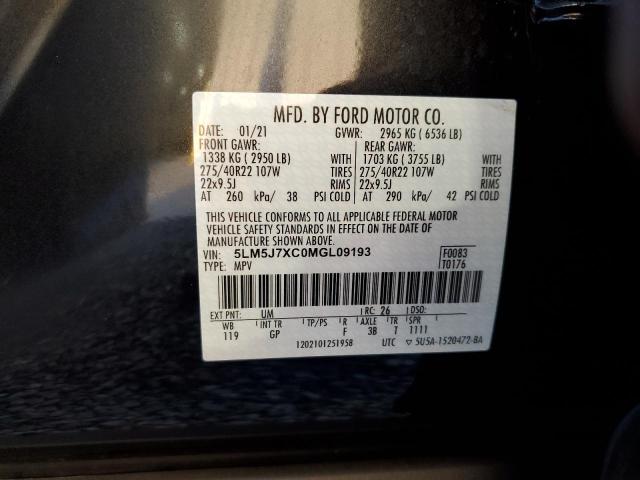 MFD. BY FORD MOTOR CO.
DATE: 01/21 GVWR: 2965 KG ( 6536 LB)
FRONT GAWR: REAR GAWR:
1338 KG ( 2950 LB) WITH 1703 KG ( 3755 LB) WITH
275/40R22 107W TIRES 275/40R22 107W TIRES
22x9.5J RIMS 22x9.5J RIMS
AT 260 kPa/ 38 PSI COLD AT 290 kPa/ 42 PSI COLD
THIS VEHICLE CONFORMS TO ALL APPLICABLE FEDERAL MOTOR
VEHICLE SAFETY STANDARDS IN EFFECT ON THE DATE OF
MANUFACTURE SHOWN ABOVE.
VIN: 5LM5J7XC0MGL09193 F0083
TYPE: MPV T0176
EXT PNT: UM RC: 26 DSO:
WB INT TR TP/PS R AXLE TR SPR
119 GP F 3B T 1111
1202101251958 UTC ▽ 5U5A-1520472-BA